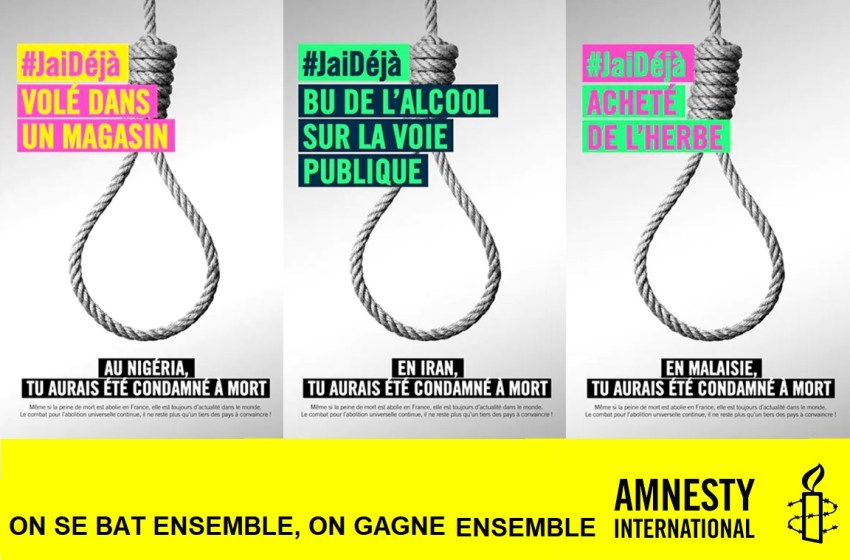 #JaiDéjà
VOLÉ DANS
UN MAGASIN
AU NIGÉRIA,
TU AURAIS ÉTÉ CONDAMNÉ À MORT
Même si la peine de mort est abolie en France, elle est toujours d'actualité dans le monde.
Le combat pour l'abolition universelle continue, il ne reste plus qu'un tiers des pays à convaincre !
#JaiDéjà
BU DE L'ALCOOL
SUR LA VOIE
PUBLIQUE
EN IRAN,
TU AURAIS ÉTÉ CONDAMNÉ À MORT
Même si la peine de mort est abolie en France, elle est toujours d'actualité dans le monde.
Le combat pour l'abolition universelle continue, il ne reste plus qu'un tiers des pays à convaincre !
#JaiDéjà
ACHETÉ
DE L'HERBE
EN MALAISIE,
TU AURAIS ÉTÉ CONDAMNÉ À MORT
Même si la peine de mort est abolie en France, elle est toujours d'actualité dans le monde.
Le combat pour l'abolition universelle continue, il ne reste plus qu'un tiers des pays à convaincre !
ON SE BAT ENSEMBLE, ON GAGNE ENSEMBLE
AMNESTY
INTERNATIONAL